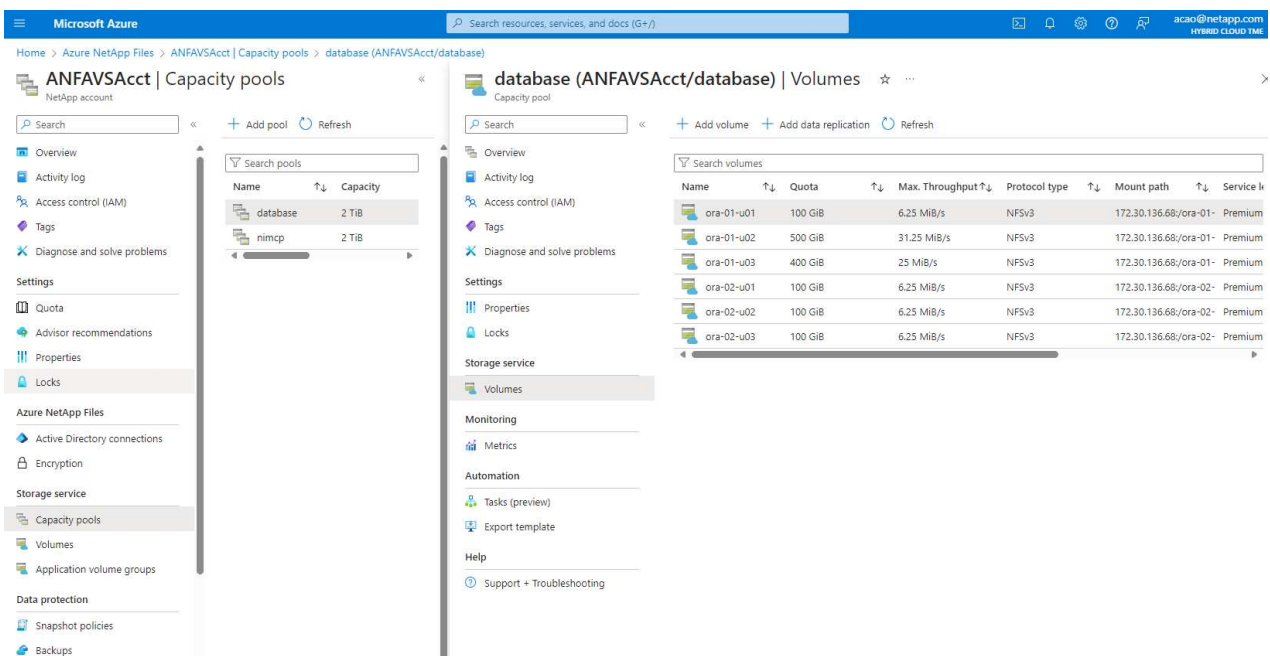 Microsoft Azure
Search resources, services, and docs (G+/)
acao@netapp.com
HYBRID CLOUD TME
Home > Azure NetApp Files > ANFAVSAcct | Capacity pools > database (ANFAVSAcct/database)
ANFAVSAcct | Capacity pools
NetApp account
Search
Overview
Activity log
Access control (IAM)
Tags
Diagnose and solve problems
Settings
Quota
Advisor recommendations
Properties
Locks
Azure NetApp Files
Active Directory connections
Encryption
Storage service
Capacity pools
Volumes
Application volume groups
Data protection
Snapshot policies
Backups
Add pool Refresh
Search pools
Name Capacity
database 2 TiB
nimcp 2 TiB
database (ANFAVSAcct/database) | Volumes
Capacity pool
Search
Overview
Activity log
Access control (IAM)
Tags
Diagnose and solve problems
Settings
Properties
Locks
Storage service
Volumes
Monitoring
Metrics
Automation
Tasks (preview)
Export template
Help
Support + Troubleshooting
Add volume Add data replication Refresh
Search volumes
Name Quota Max. Throughput Protocol type Mount path Service
ora-01-u01 100 GiB 6.25 MiB/s NFSv3 172.30.136.68:/ora-01- Premium
ora-01-u02 500 GiB 31.25 MiB/s NFSv3 172.30.136.68:/ora-01- Premium
ora-01-u03 400 GiB 25 MiB/s NFSv3 172.30.136.68:/ora-01- Premium
ora-02-u01 100 GiB 6.25 MiB/s NFSv3 172.30.136.68:/ora-02- Premium
ora-02-u02 100 GiB 6.25 MiB/s NFSv3 172.30.136.68:/ora-02- Premium
ora-02-u03 100 GiB 6.25 MiB/s NFSv3 172.30.136.68:/ora-02- Premium